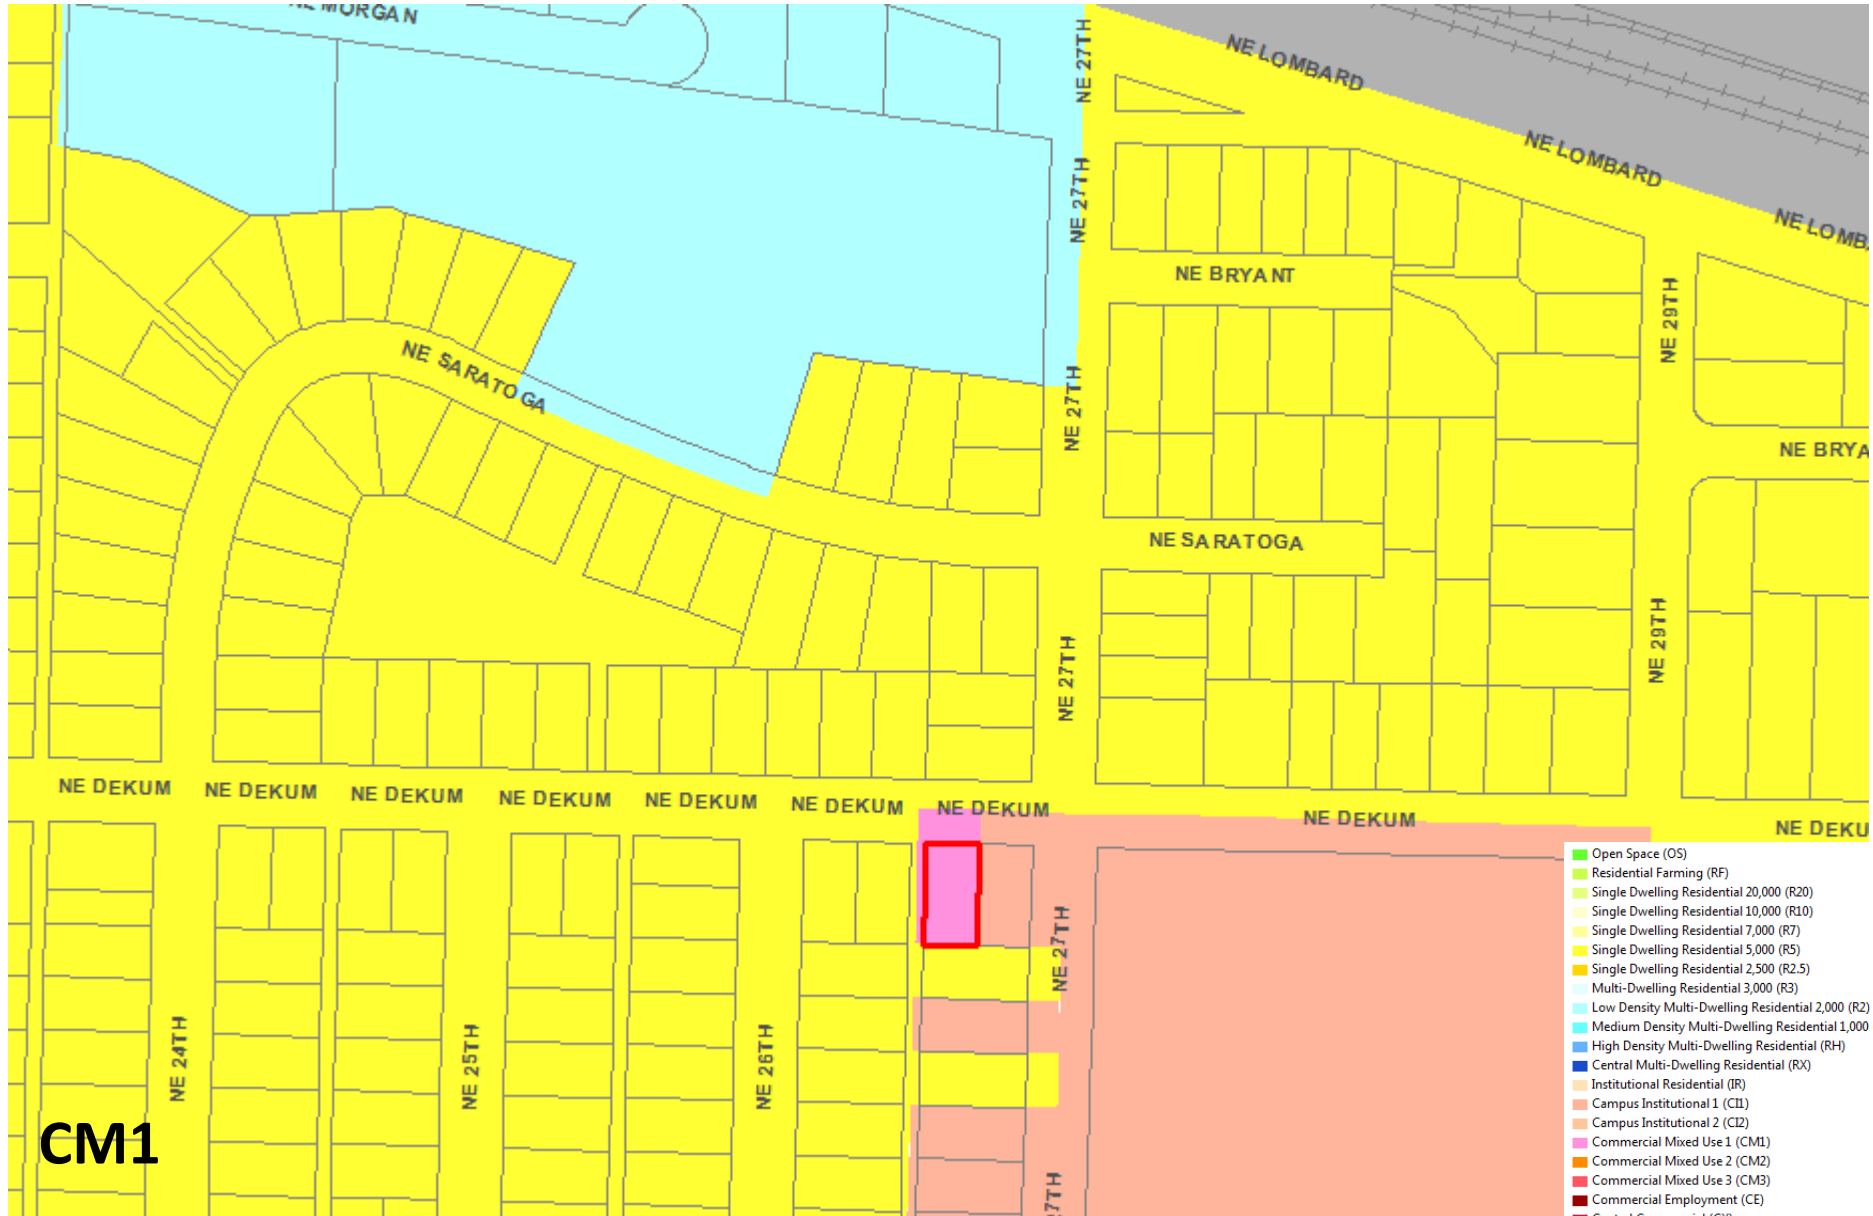 NE MORGAN
NE 27TH
NE LOMBARD
NE LOMBARD
NE 27TH
NE LOMB
NE BRYANT
NE 29TH
NE SARATOGA
NE 27TH
NE BRYA
NE SARATOGA
NE 29TH
NE 27TH
NE DEKUM
NE DEKUM
NE DEKUM
NE DEKUM
NE DEKUM
NE DEKUM
NE DEKUM
NE DEKUM
NE DEKU
NE 27TH
NE 24TH
NE 25TH
NE 26TH
27TH
CM1
Open Space (OS)
Residential Farming (RF)
Single Dwelling Residential 20,000 (R20)
Single Dwelling Residential 10,000 (R10)
Single Dwelling Residential 7,000 (R7)
Single Dwelling Residential 5,000 (R5)
Single Dwelling Residential 2,500 (R2.5)
Multi-Dwelling Residential 3,000 (R3)
Low Density Multi-Dwelling Residential 2,000 (R2)
Medium Density Multi-Dwelling Residential 1,000
High Density Multi-Dwelling Residential (RH)
Central Multi-Dwelling Residential (RX)
Institutional Residential (IR)
Campus Institutional 1 (CI1)
Campus Institutional 2 (CI2)
Commercial Mixed Use 1 (CM1)
Commercial Mixed Use 2 (CM2)
Commercial Mixed Use 3 (CM3)
Commercial Employment (CE)